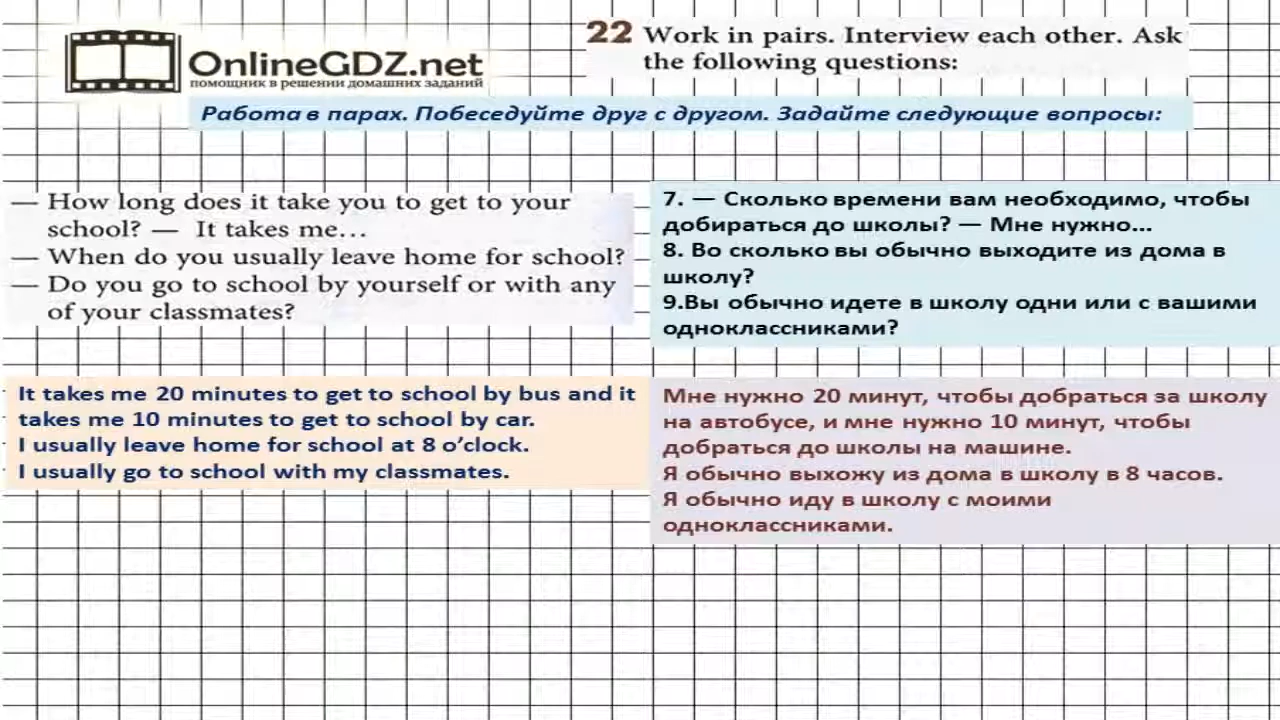 OnlineGDZ.net
помощник в решении домашних заданий
22 Work in pairs. Interview each other. Ask
the following questions:
Работа в парах. Побеседуйте друг с другом. Задайте следующие вопросы:
— How long does it take you to get to your
school? — It takes me...
— When do you usually leave home for school?
— Do you go to school by yourself or with any
of your classmates?
7. — Сколько времени вам необходимо, чтобы
добираться до школы? — Мне нужно...
8. Во сколько вы обычно выходите из дома в
школу?
9.Вы обычно идете в школу одни или с вашими
одноклассниками?
It takes me 20 minutes to get to school by bus and it
takes me 10 minutes to get to school by car.
I usually leave home for school at 8 o’clock.
I usually go to school with my classmates.
Мне нужно 20 минут, чтобы добраться за школу
на автобусе, и мне нужно 10 минут, чтобы
добраться до школы на машине.
Я обычно выхожу из дома в школу в 8 часов.
Я обычно иду в школу с моими
одноклассниками.